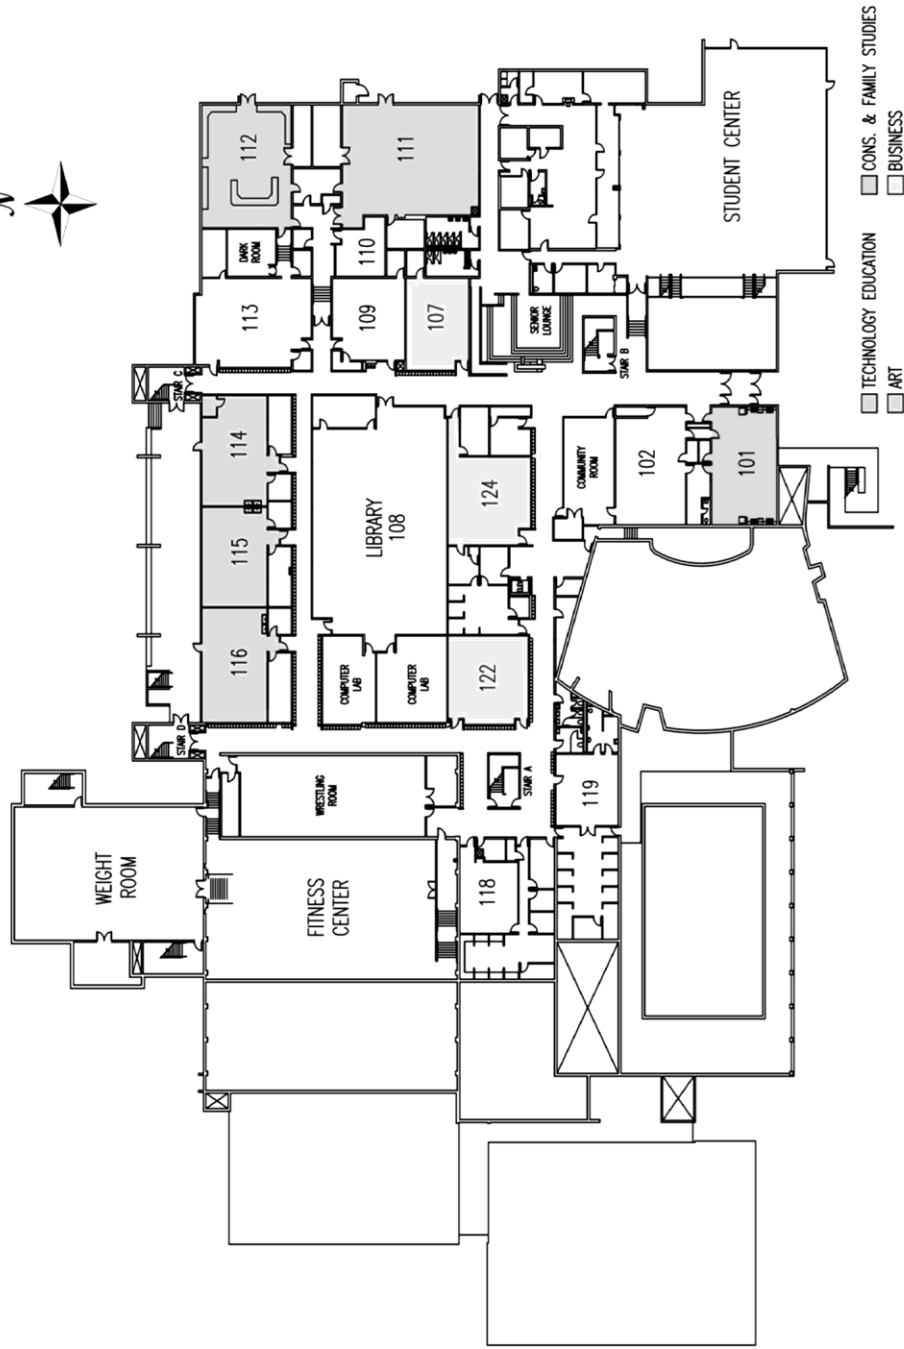 N
112
111
DARK
ROOM
110
113
109
107
SENIOR
LOUNGE
STUDENT CENTER
STAIR C
STAIR B
114
115
116
LIBRARY
108
124
COMMUNITY
ROOM
102
101
COMPUTER
LAB
COMPUTER
LAB
122
STAIR D
WRESTLING
ROOM
STAIR A
119
WEIGHT
ROOM
FITNESS
CENTER
118
TECHNOLOGY EDUCATION
ART
CONS. & FAMILY STUDIES
BUSINESS